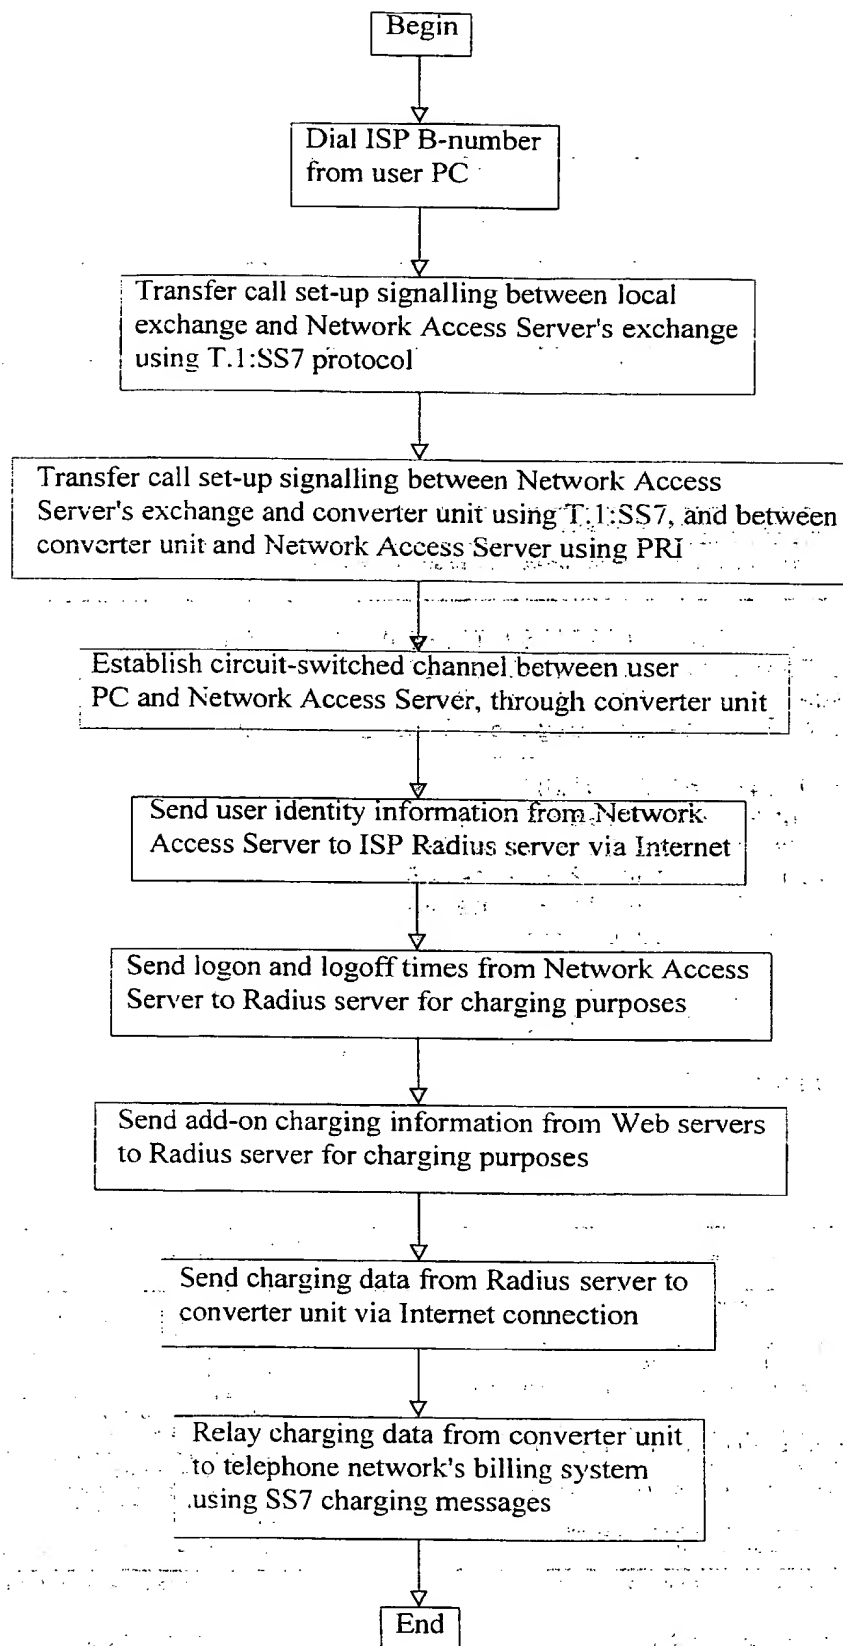 Begin
Dial ISP B-number
from user PC
Transfer call set-up signalling between local
exchange and Network Access Server's exchange
using T.1:SS7 protocol
Transfer call set-up signalling between Network Access
Server's exchange and converter unit using T.1:SS7, and between
converter unit and Network Access Server using PRI
Establish circuit-switched channel between user
PC and Network Access Server, through converter unit
Send user identity information from Network
Access Server to ISP Radius server via Internet
Send logon and logoff times from Network Access
Server to Radius server for charging purposes
Send add-on charging information from Web servers
to Radius server for charging purposes
Send charging data from Radius server to
converter unit via Internet connection
Relay charging data from converter unit
to telephone network's billing system
using SS7 charging messages
End